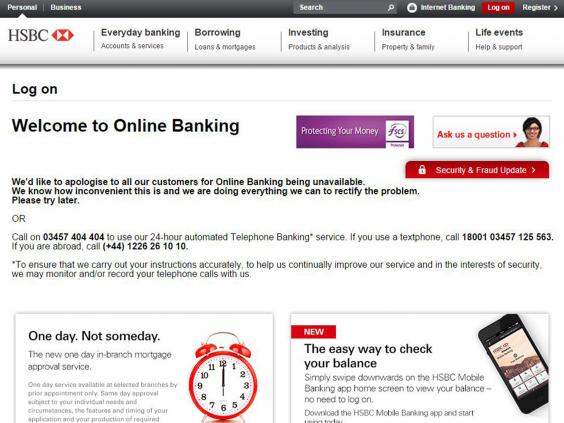 Personal Business Search Internet Banking Log on Register
HSBC Everyday banking Borrowing Investing Insurance Life events
Accounts & services Loans & mortgages Products & analysis Property & family Help & support
Log on
Welcome to Online Banking
Protecting Your Money fscs Protected
Ask us a question
Security & Fraud Update
We'd like to apologise to all our customers for Online Banking being unavailable.
We know how inconvenient this is and we are doing everything we can to rectify the problem.
Please try later.
OR
Call on 03457 404 404 to use our 24-hour automated Telephone Banking* service. If you use a textphone, call 18001 03457 125 563.
If you are abroad, call (+44) 1226 26 10 10.
*To ensure that we carry out your instructions accurately, to help us continually improve our service and in the interests of security,
we may monitor and/or record your telephone calls with us.
One day. Not someday.
The new one day in-branch mortgage
approval service.
One day service available at selected branches by
prior appointment only. Same day approval
subject to your individual needs and
circumstances, the features and timing of your
application and your production of required
NEW
The easy way to check
your balance
Simply swipe downwards on the HSBC Mobile
Banking app home screen to view your balance –
no need to log on.
Download the HSBC Mobile Banking app and start
using today